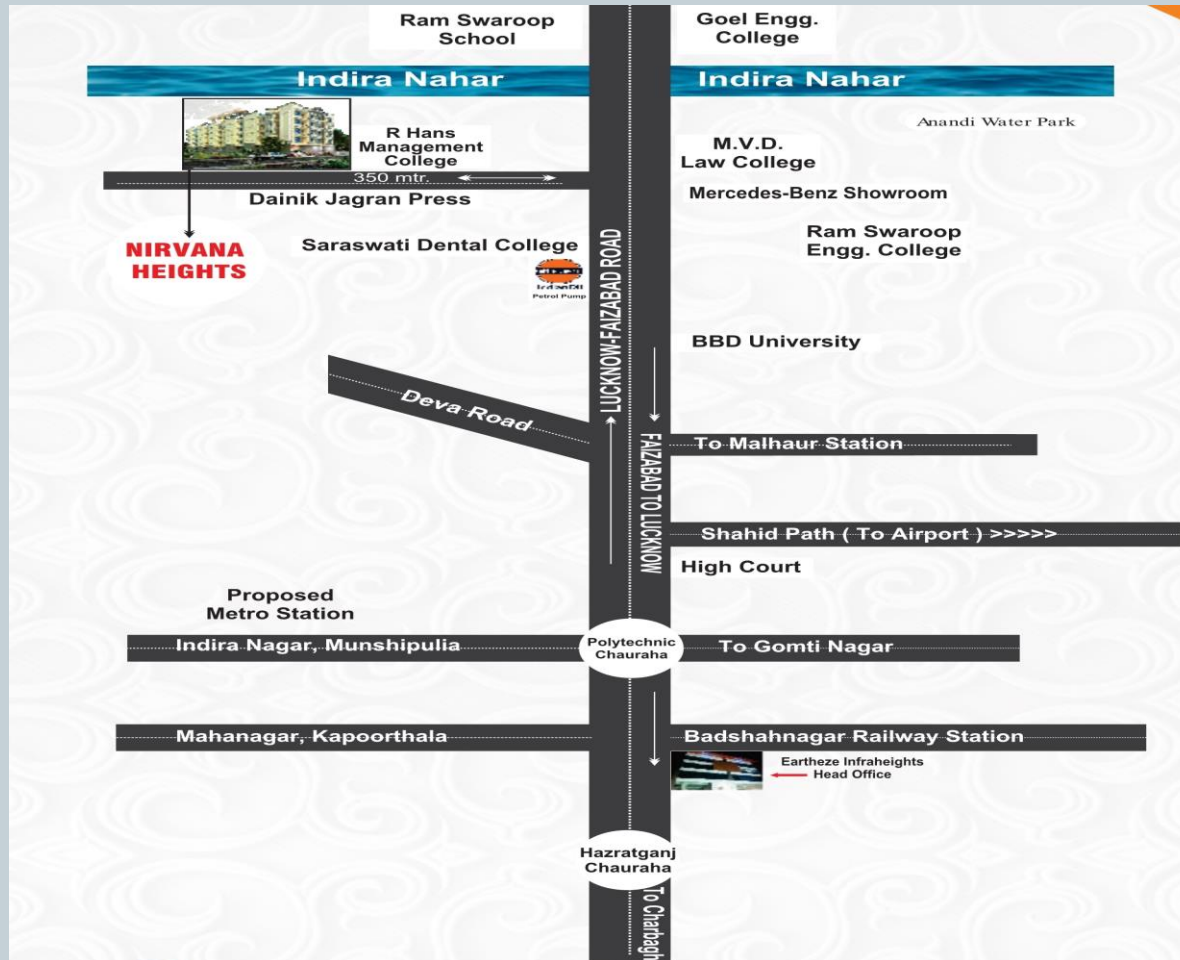 Ram Swaroop
School
Goel Engg.
College
Indira Nahar
Indira Nahar
Anandi Water Park
R Hans
Management
College
M.V.D.
Law College
350 mtr.
Dainik Jagran Press
Mercedes-Benz Showroom
NIRVANA
HEIGHTS
Saraswati Dental College
Ram Swaroop
Engg. College
Petrol Pump
LUCKNOW-FAIZABAD ROAD
BBD University
Deva Road
To Malhaur Station
FAIZABAD TO LUCKNOW
Shahid Path ( To Airport ) >>>>>
High Court
Proposed
Metro Station
Indira Nagar, Munshipulia
Polytechnic
Chauraha
To Gomti Nagar
Mahanagar, Kapoorthala
Badshahnagar Railway Station
Eartheze Infraheights
Head Office
Hazratganj
Chauraha
To Charbagh